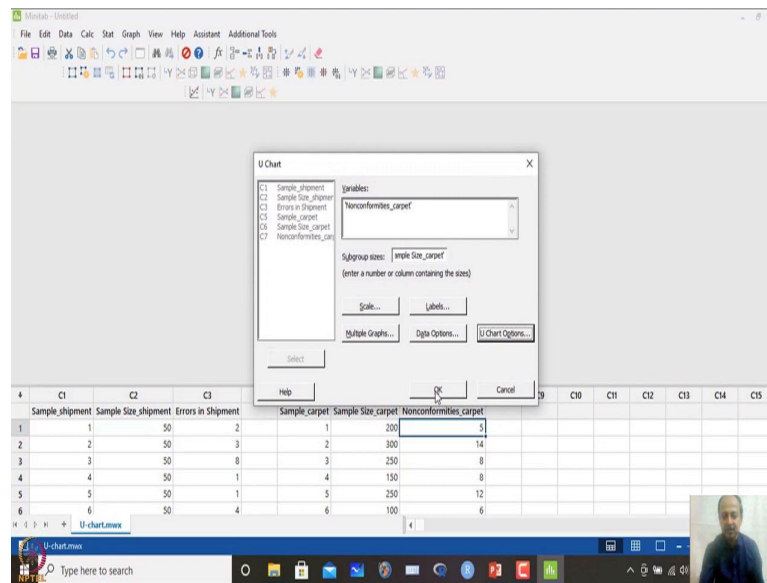 Minitab - Untitled
File Edit Data Calc Stat Graph View Help Assistant Additional Tools
U Chart
C1 Sample_shipment
C2 Sample Size_shipmer
C3 Errors in Shipment
C5 Sample_carpet
C6 Sample Size_carpet
C7 Nonconformities_carp
Variables:
'Nonconformities_carpet'
Subgroup sizes: ample Size_carpet'
(enter a number or column containing the sizes)
Scale... Labels...
Multiple Graphs... Data Options... U Chart Options...
Select
Help OK Cancel
C1 C2 C3 C10 C11 C12 C13 C14 C15
Sample_shipment Sample Size_shipment Errors in Shipment Sample_carpet Sample Size_carpet Nonconformities_carpet
1 1 50 2 1 200 5
2 2 50 3 2 300 14
3 3 50 8 3 250 8
4 4 50 1 4 150 8
5 5 50 1 5 250 12
6 6 50 4 6 100 6
U-chart.mwx
U-chart.mwx
Type here to search
NPTEL